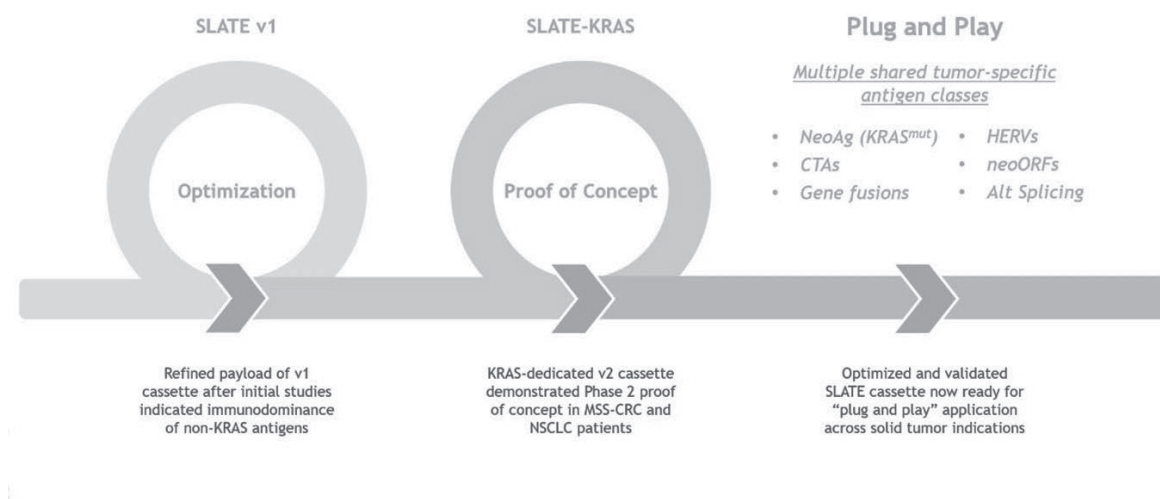 SLATE v1
SLATE-KRAS
Plug and Play
Multiple shared tumor-specific
antigen classes
• NeoAg (KRASmut)
• CTAs
• Gene fusions
• HERVs
• neoORFs
• Alt Splicing
Optimization
Proof of Concept
Refined payload of v1
cassette after initial studies
indicated immunodominance
of non-KRAS antigens
KRAS-dedicated v2 cassette
demonstrated Phase 2 proof
of concept in MSS-CRC and
NSCLC patients
Optimized and validated
SLATE cassette now ready for
“plug and play” application
across solid tumor indications